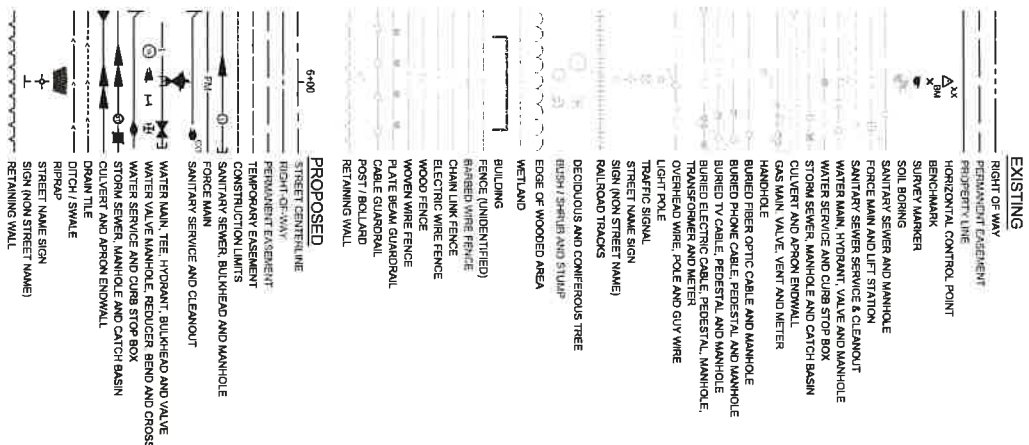 EXISTING
RIGHT OF WAY
PERMANENT EASEMENT
PROPERTY LINE
XX
HORIZONTAL CONTROL POINT
BM
BENCHMARK
SURVEY MARKER
SOIL BORING
SANITARY SEWER AND MANHOLE
FORCE MAIN AND LIFT STATION
SANITARY SEWER SERVICE & CLEANOUT
WATER MAIN, HYDRANT, VALVE AND MANHOLE
WATER SERVICE AND CURB STOP BOX
STORM SEWER, MANHOLE AND CATCH BASIN
CULVERT AND APRON ENDWALL
GAS MAIN, VALVE, VENT AND METER
HANDHOLE
BURIED FIBER OPTIC CABLE AND MANHOLE
BURIED PHONE CABLE, PEDESTAL AND MANHOLE
BURIED TV CABLE, PEDESTAL AND MANHOLE
BURIED ELECTRIC CABLE, PEDESTAL, MANHOLE,
TRANSFORMER AND METER
OVERHEAD WIRE, POLE AND GUY WIRE
LIGHT POLE
TRAFFIC SIGNAL
STREET NAME SIGN
SIGN (NON STREET NAME)
RAILROAD TRACKS
DECIDUOUS AND CONIFEROUS TREE
BUSH / SHRUB AND STUMP
EDGE OF WOODED AREA
WETLAND
BUILDING
FENCE (UNIDENTIFIED)
BARBED WIRE FENCE
CHAIN LINK FENCE
ELECTRIC WIRE FENCE
WOOD FENCE
WOVEN WIRE FENCE
PLATE BEAM GUARDRAIL
CABLE GUARDRAIL
POST / BOLLARD
RETAINING WALL
PROPOSED
6+00
STREET CENTERLINE
RIGHT-OF-WAY
PERMANENT EASEMENT
TEMPORARY EASEMENT
CONSTRUCTION LIMITS
SANITARY SEWER, BULKHEAD AND MANHOLE
FM
FORCE MAIN
CO
SANITARY SERVICE AND CLEANOUT
WATER MAIN, TEE, HYDRANT, BULKHEAD AND VALVE
WATER VALVE MANHOLE, REDUCER, BEND AND CROSS
WATER SERVICE AND CURB STOP BOX
STORM SEWER, MANHOLE AND CATCH BASIN
CULVERT AND APRON ENDWALL
DRAIN TILE
DITCH / SWALE
RIPRAP
STREET NAME SIGN
SIGN (NON STREET NAME)
RETAINING WALL